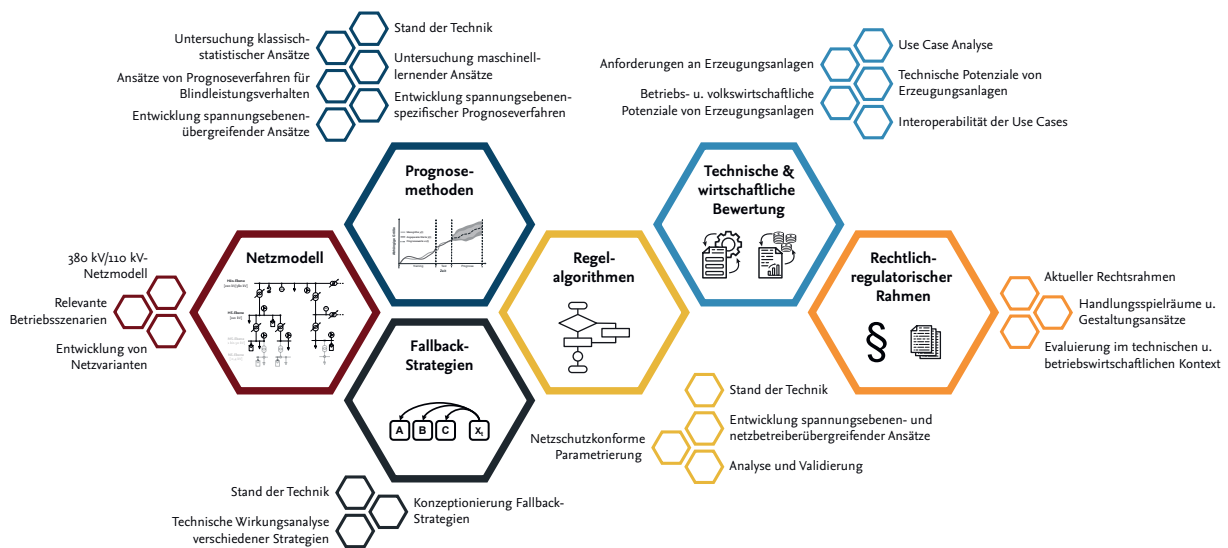 Stand der Technik
Untersuchung klassisch-
statistischer Ansätze
Untersuchung maschinell-
lernender Ansätze
Ansätze von Prognoseverfahren für
Blindleistungsverhalten
Entwicklung spannungsebenen-
spezifischer Prognoseverfahren
Entwicklung spannungsebenen-
übergreifender Ansätze
Use Case Analyse
Anforderungen an Erzeugungsanlagen
Technische Potenziale von
Erzeugungsanlagen
Betriebs- u. volkswirtschaftliche
Potenziale von Erzeugungsanlagen
Interoperabilität der Use Cases
Prognose-
methoden
Training
Test
Prognose
Zeit
Technische &
wirtschaftliche
Bewertung
380 kV/110 kV-
Netzmodell
Relevante
Betriebsszenarien
Entwicklung von
Netzvarianten
Netzmodell
Regel-
algorithmen
Rechtlich-
regulatorischer
Rahmen
§
Aktueller Rechtsrahmen
Handlungsspielräume u.
Gestaltungsansätze
Evaluierung im technischen u.
betriebswirtschaftlichen Kontext
Fallback-
Strategien
A B C Xt
Stand der Technik
Entwicklung spannungsebenen- und
netzbetreiberübergreifender Ansätze
Netzschutzkonforme
Parametrierung
Analyse und Validierung
Stand der Technik
Konzeptionierung Fallback-
Strategien
Technische Wirkungsanalyse
verschiedener Strategien